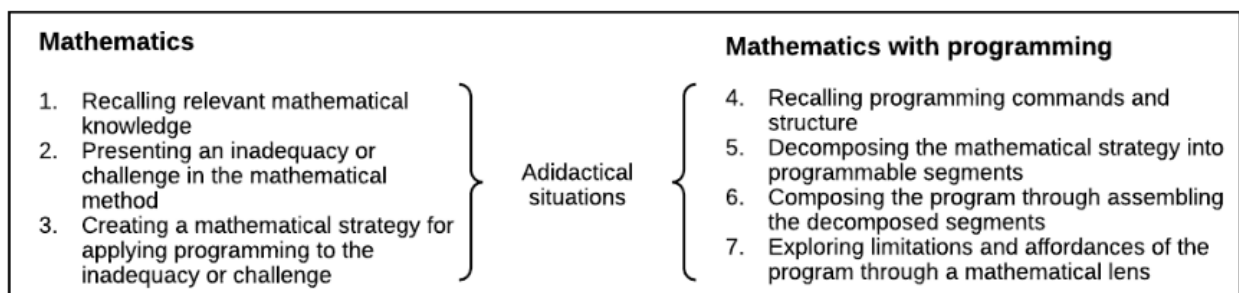 Mathematics
1. Recalling relevant mathematical
knowledge
2. Presenting an inadequacy or
challenge in the mathematical
method
3. Creating a mathematical strategy for
applying programming to the
inadequacy or challenge
Adidactical
situations
Mathematics with programming
4. Recalling programming commands and
structure
5. Decomposing the mathematical strategy into
programmable segments
6. Composing the program through assembling
the decomposed segments
7. Exploring limitations and affordances of the
program through a mathematical lens